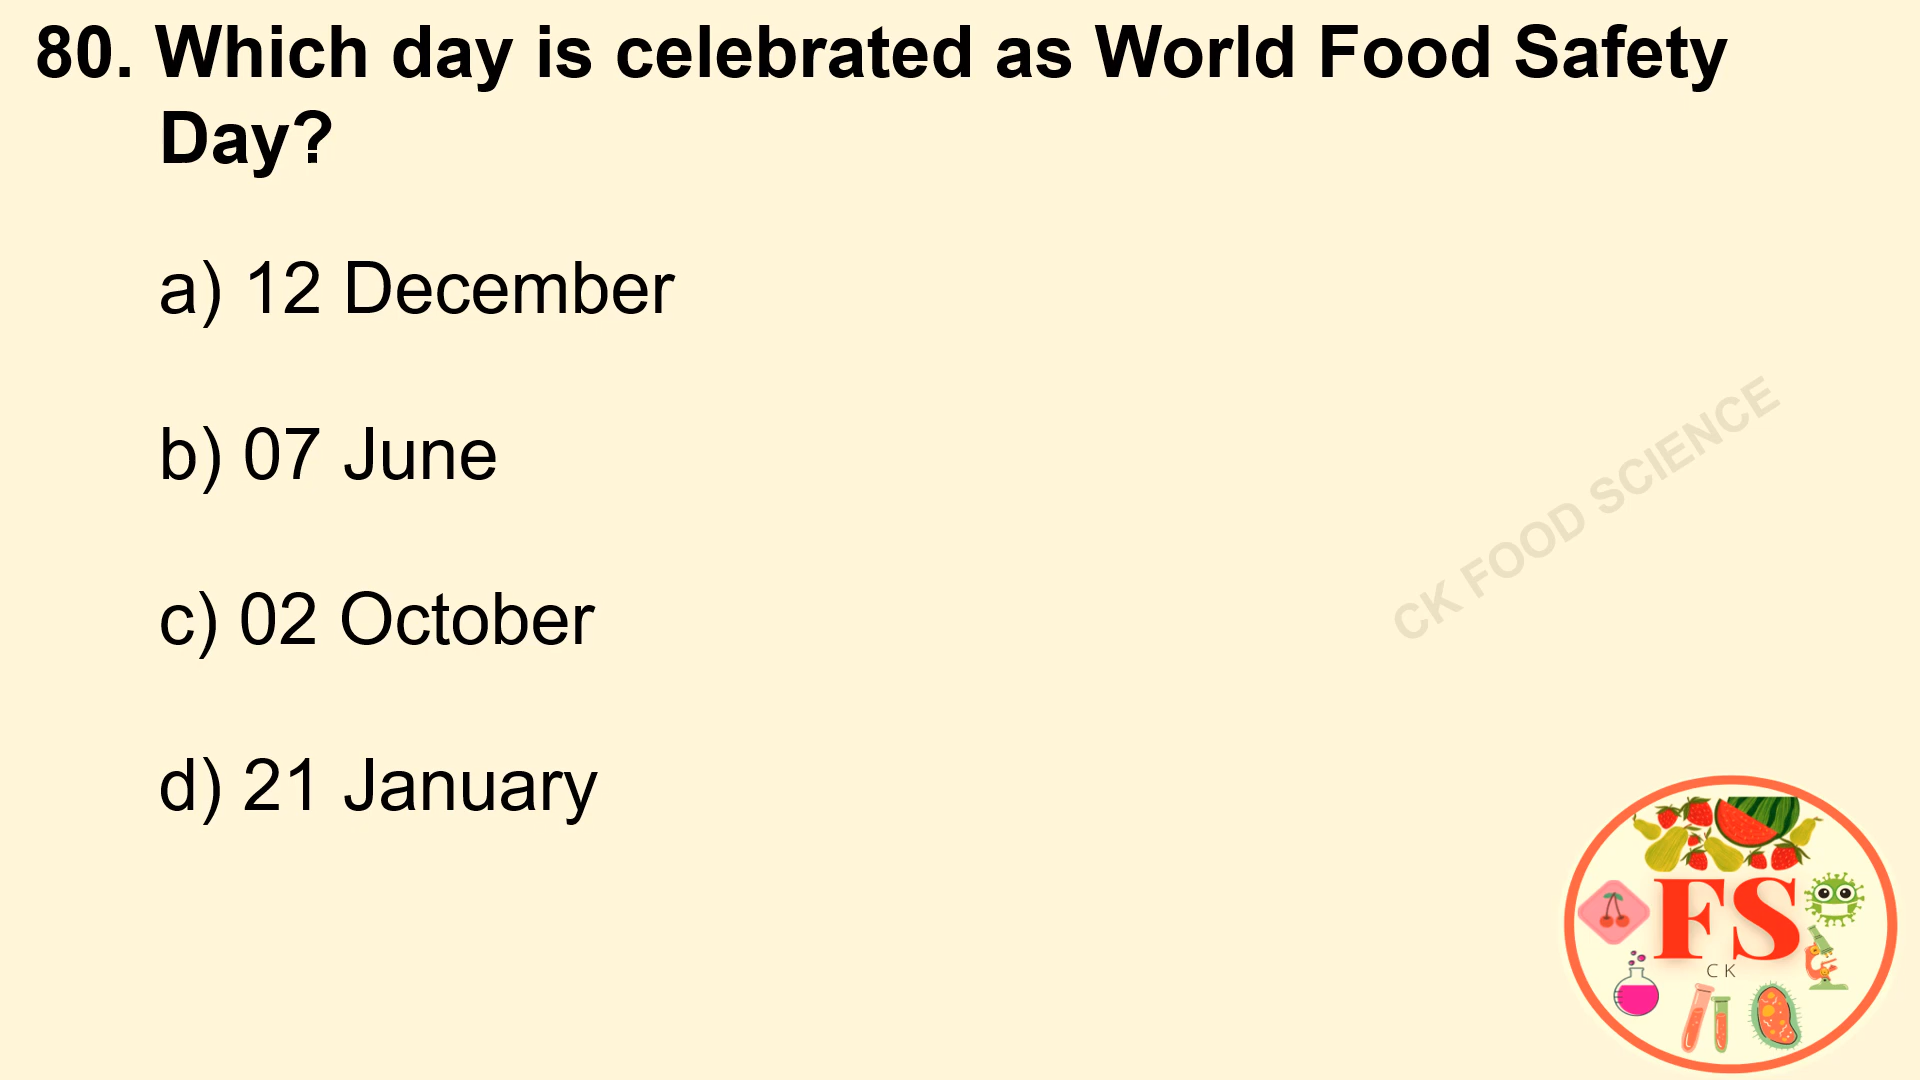 80. Which day is celebrated as World Food Safety
Day?
a) 12 December
b) 07 June
c) 02 October
d) 21 January
CK FOOD SCIENCE
FS
CK